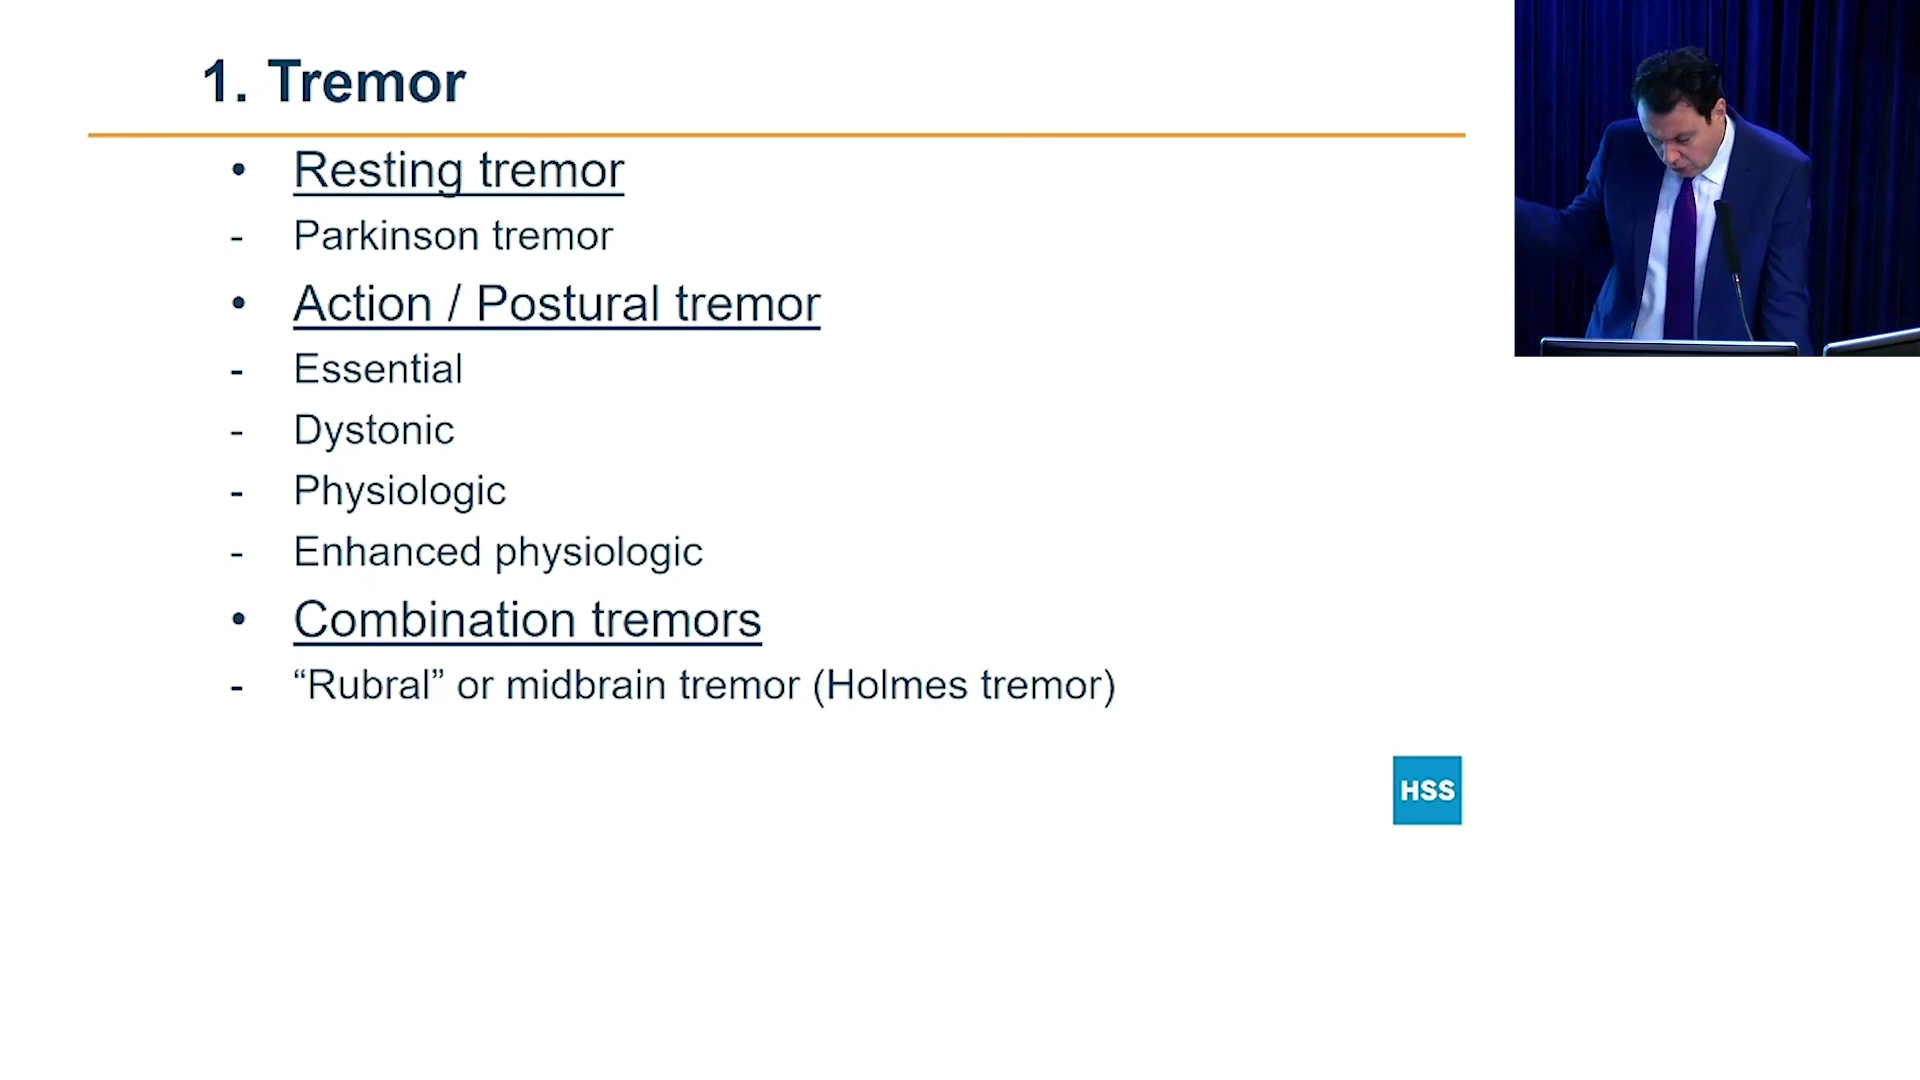 1. Tremor
• Resting tremor
- Parkinson tremor
• Action / Postural tremor
- Essential
- Dystonic
- Physiologic
- Enhanced physiologic
• Combination tremors
- “Rubral” or midbrain tremor (Holmes tremor)
HSS